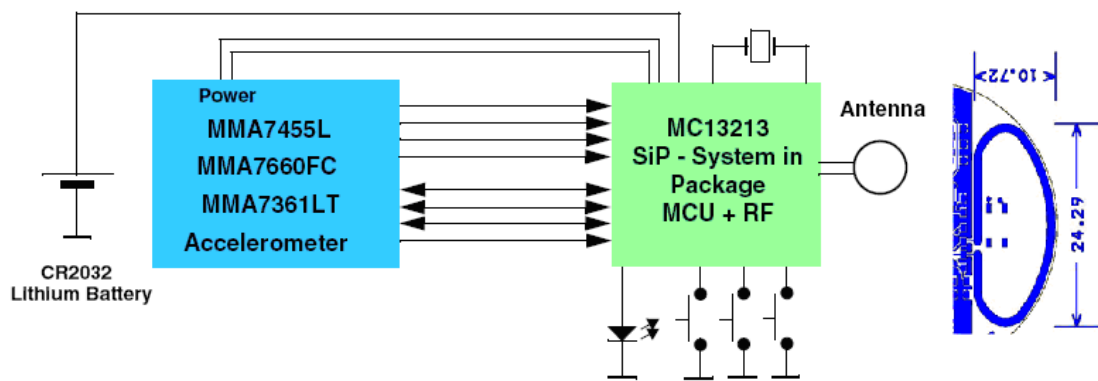 Power
MMA7455L
MMA7660FC
MMA7361LT
Accelerometer
CR2032
Lithium Battery
MC13213
SiP - System in
Package
MCU + RF
Antenna
10.72
24.29